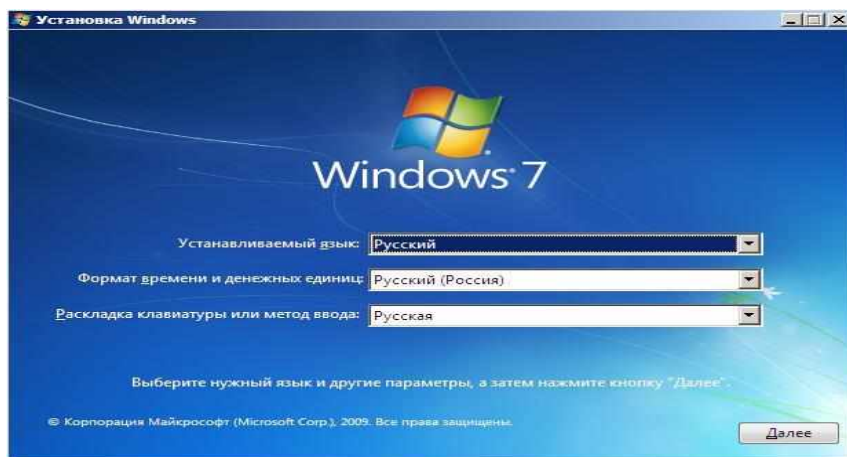 Установка Windows
Windows 7
Устанавливаемый язык: Русский
Формат времени и денежных единиц: Русский (Россия)
Раскладка клавиатуры или метод ввода: Русская
Выберите нужный язык и другие параметры, а затем нажмите кнопку "Далее".
© Корпорация Майкрософт (Microsoft Corp.), 2009. Все права защищены.
Далее